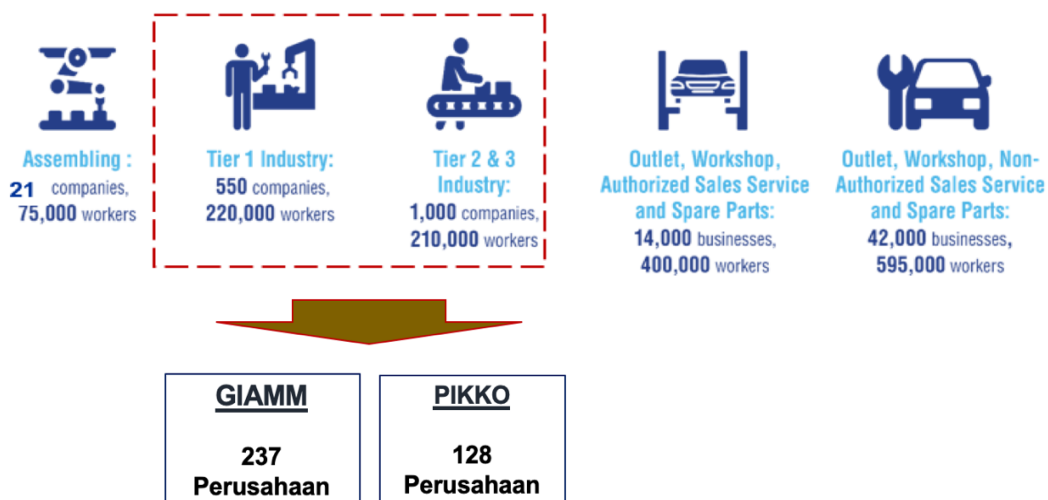 Assembling :
21 companies,
75,000 workers
Tier 1 Industry:
550 companies,
220,000 workers
Tier 2 & 3
Industry:
1,000 companies,
210,000 workers
Outlet, Workshop,
Authorized Sales Service
and Spare Parts:
14,000 businesses,
400,000 workers
Outlet, Workshop, Non-
Authorized Sales Service
and Spare Parts:
42,000 businesses,
595,000 workers
GIAMM
237
Perusahaan
PIKKO
128
Perusahaan